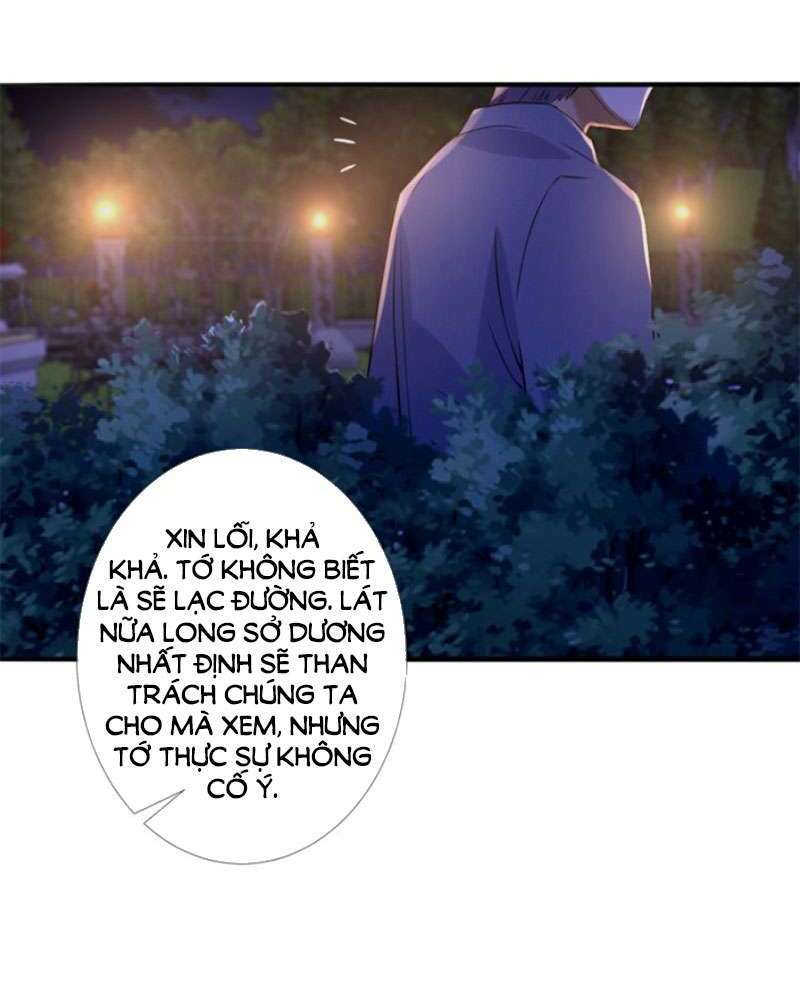 XIN LỖI, KHẢ
KHẢ. TỚ KHÔNG BIẾT
LÀ SẼ LẠC ĐƯỜNG. LÁT
NỮA LONG SỞ DƯƠNG
NHẤT ĐỊNH SẼ THAN
TRÁCH CHÚNG TA
CHO MÀ XEM, NHƯNG
TỚ THỰC SỰ KHÔNG
CỐ Ý.